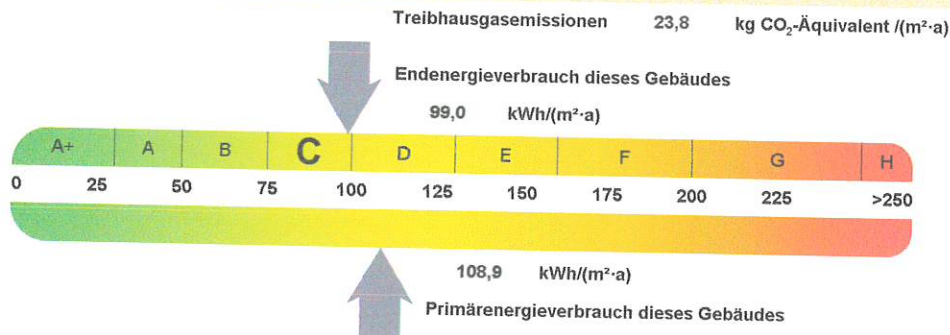 Treibhausgasemissionen 23,8 kg CO₂-Äquivalent /(m²·a)
Endenergieverbrauch dieses Gebäudes
99,0 kWh/(m²·a)
A+ A B C D E F G H
0 25 50 75 100 125 150 175 200 225 >250
108,9 kWh/(m²·a)
Primärenergieverbrauch dieses Gebäudes